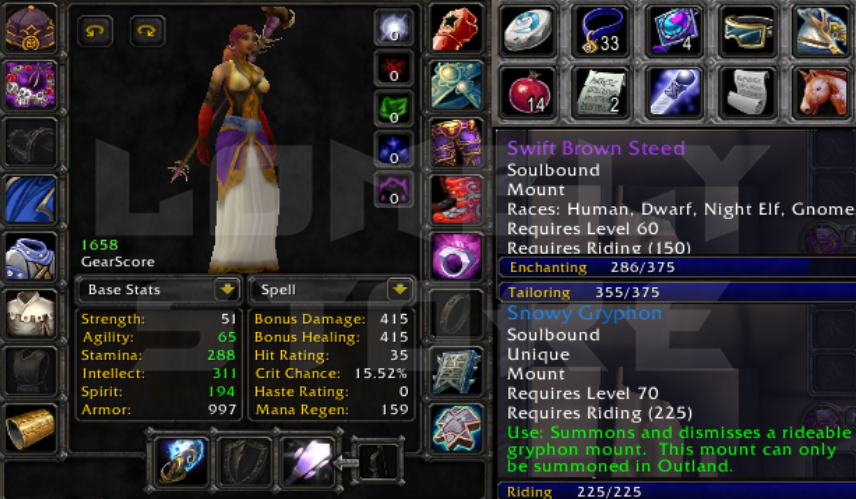 0
0
0
0
0
33
4
14
2
1658
GearScore
Base Stats
Spell
Strength: 51
Agility: 65
Stamina: 288
Intellect: 311
Spirit: 194
Armor: 997
Bonus Damage: 415
Bonus Healing: 415
Hit Rating: 35
Crit Chance: 15.52%
Haste Rating: 0
Mana Regen: 159
Swift Brown Steed
Soulbound
Mount
Races: Human, Dwarf, Night Elf, Gnome
Requires Level 60
Requires Riding (150)
Enchanting 286/375
Tailoring 355/375
Snowy Gryphon
Soulbound
Unique
Mount
Requires Level 70
Requires Riding (225)
Use: Summons and dismisses a rideable
gryphon mount. This mount can only
be summoned in Outland.
Riding 225/225
LONELY
STORE